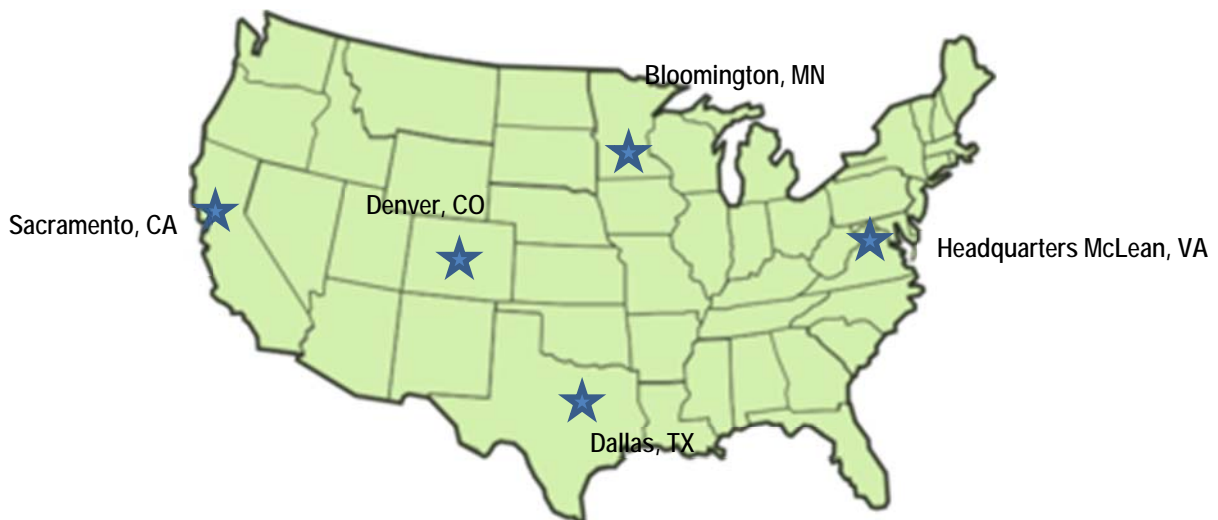 Bloomington, MN
Denver, CO
Sacramento, CA
Headquarters McLean, VA
Dallas, TX